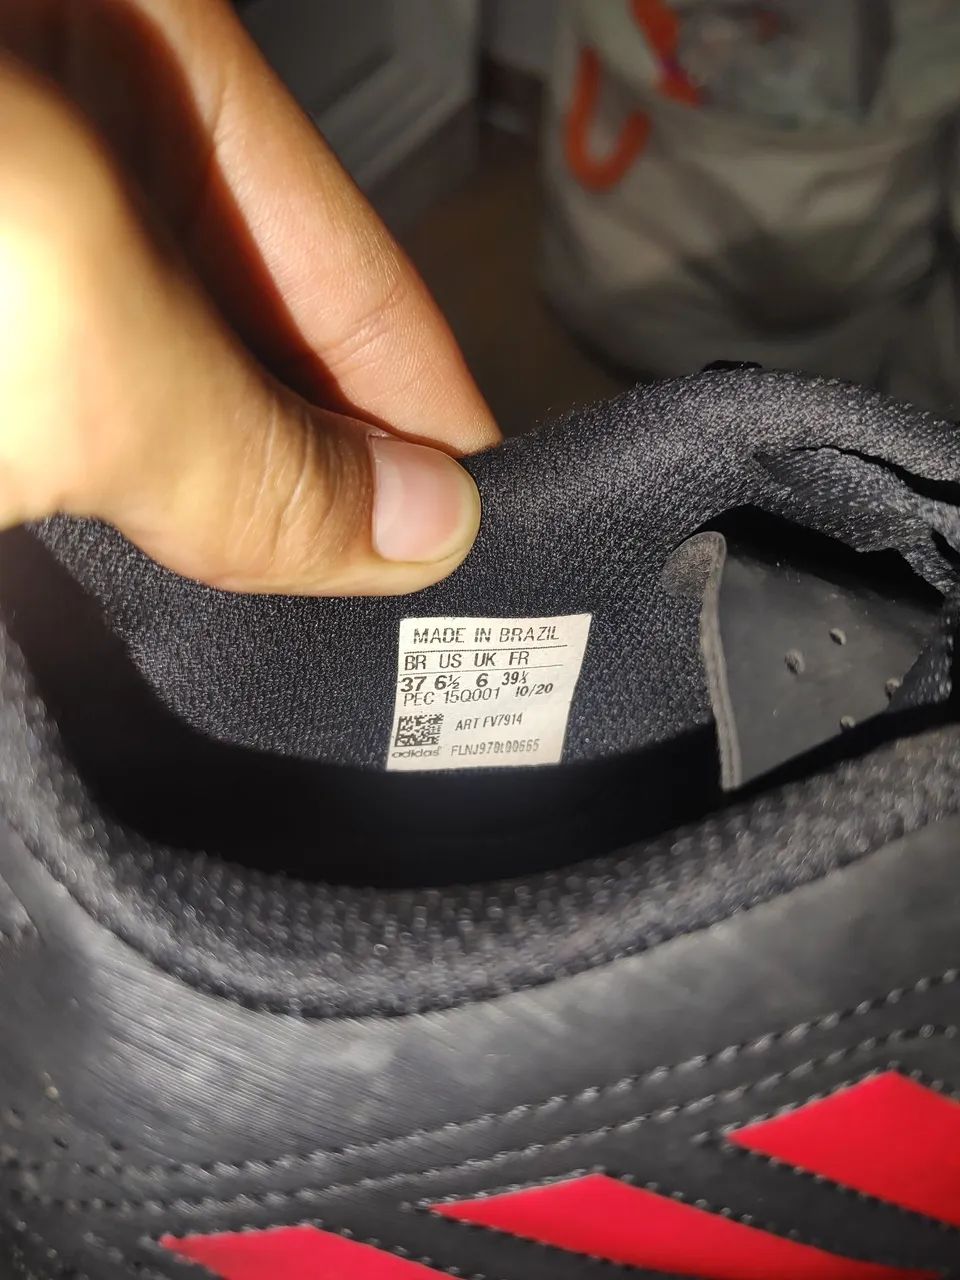 MADE IN BRAZIL
BR US UK FR
37 6½ 6 39⅓
PEC 15Q001 10/20
ART FV7914
adidas FLNJ970t00665